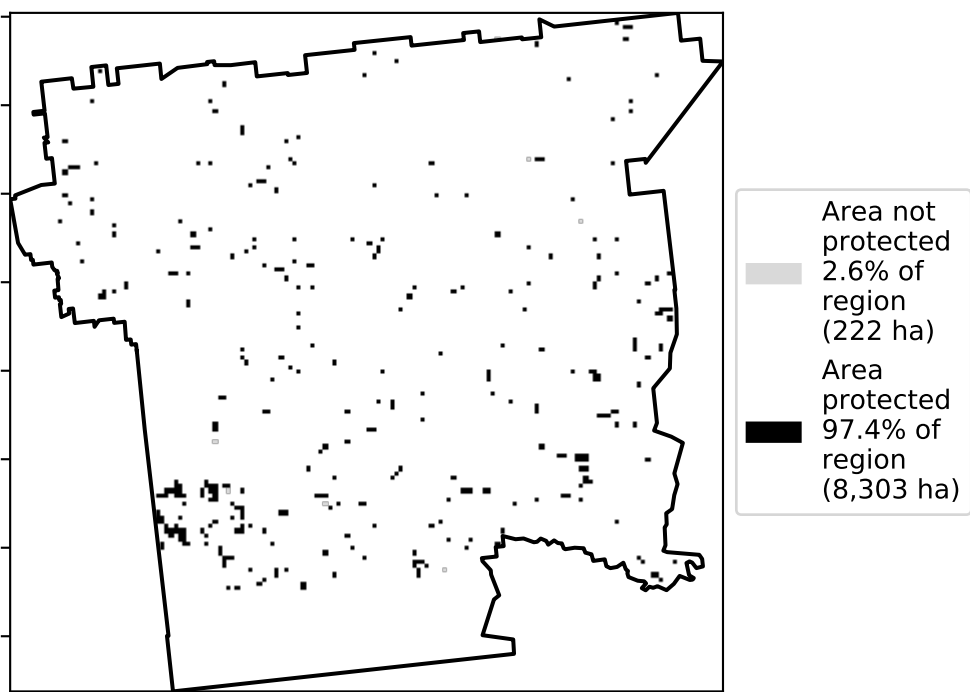 Area not
protected
2.6% of
region
(222 ha)
Area
protected
97.4% of
region
(8,303 ha)